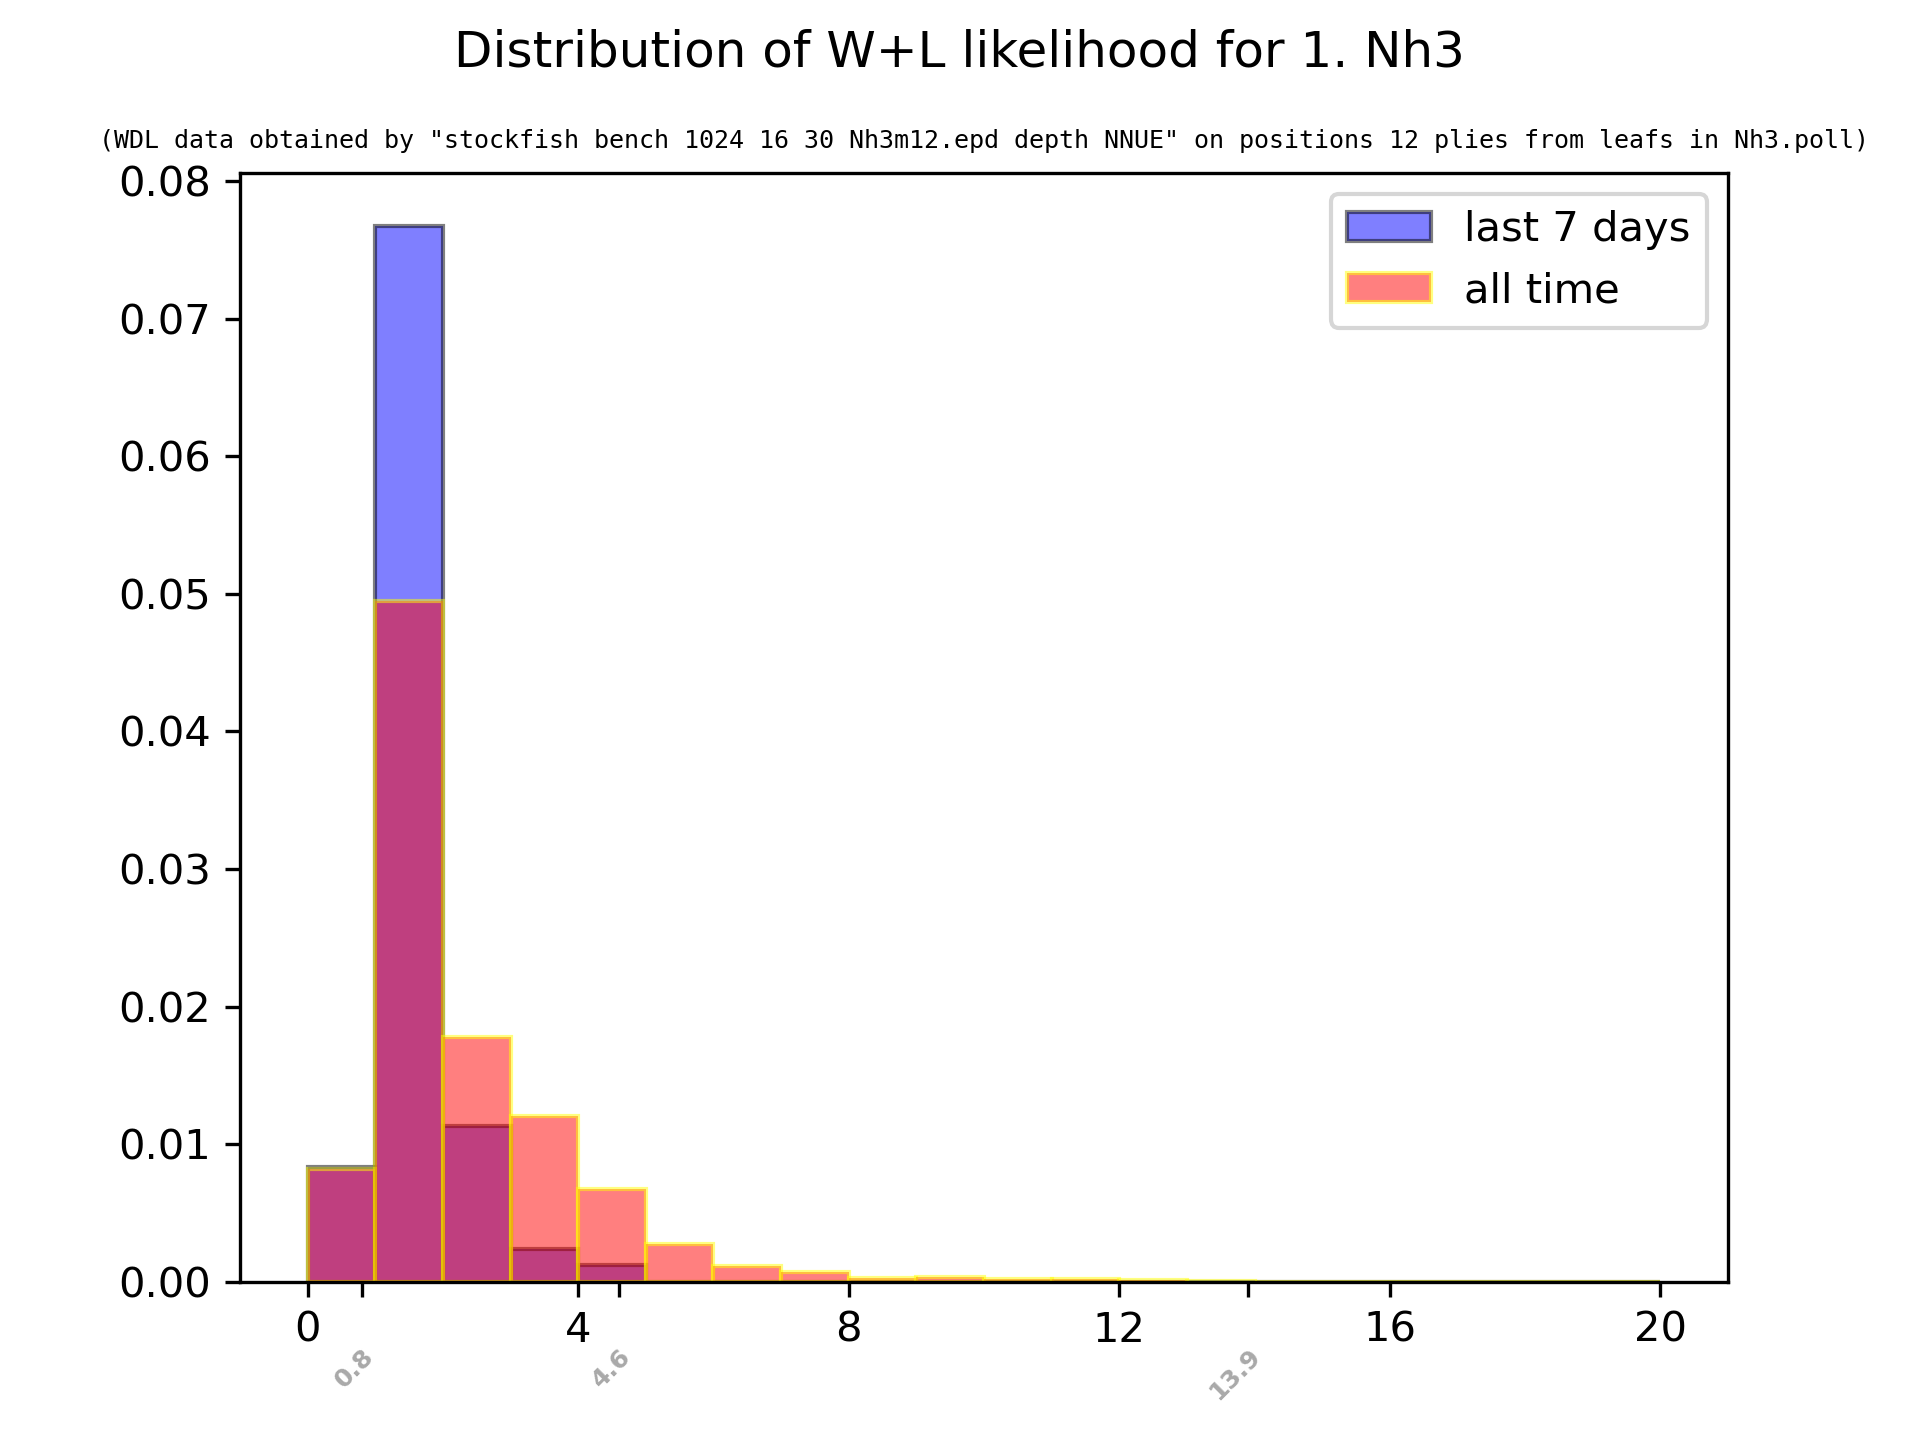 Distribution of W+L likelihood for 1. Nh3
(WDL data obtained by "stockfish bench 1024 16 30 Nh3m12.epd depth NNUE" on positions 12 plies from leafs in Nh3.poll)
last 7 days
all time
0.08
0.07
0.06
0.05
0.04
0.03
0.02
0.01
0.00
0 4 8 12 16 20
0.8 4.6 13.9